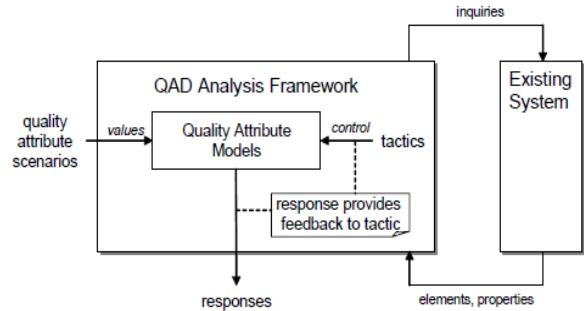 inquiries
QAD Analysis Framework
Existing
System
quality
attribute
scenarios
values
Quality Attribute
Models
control
tactics
response provides
feedback to tactic
responses
elements, properties